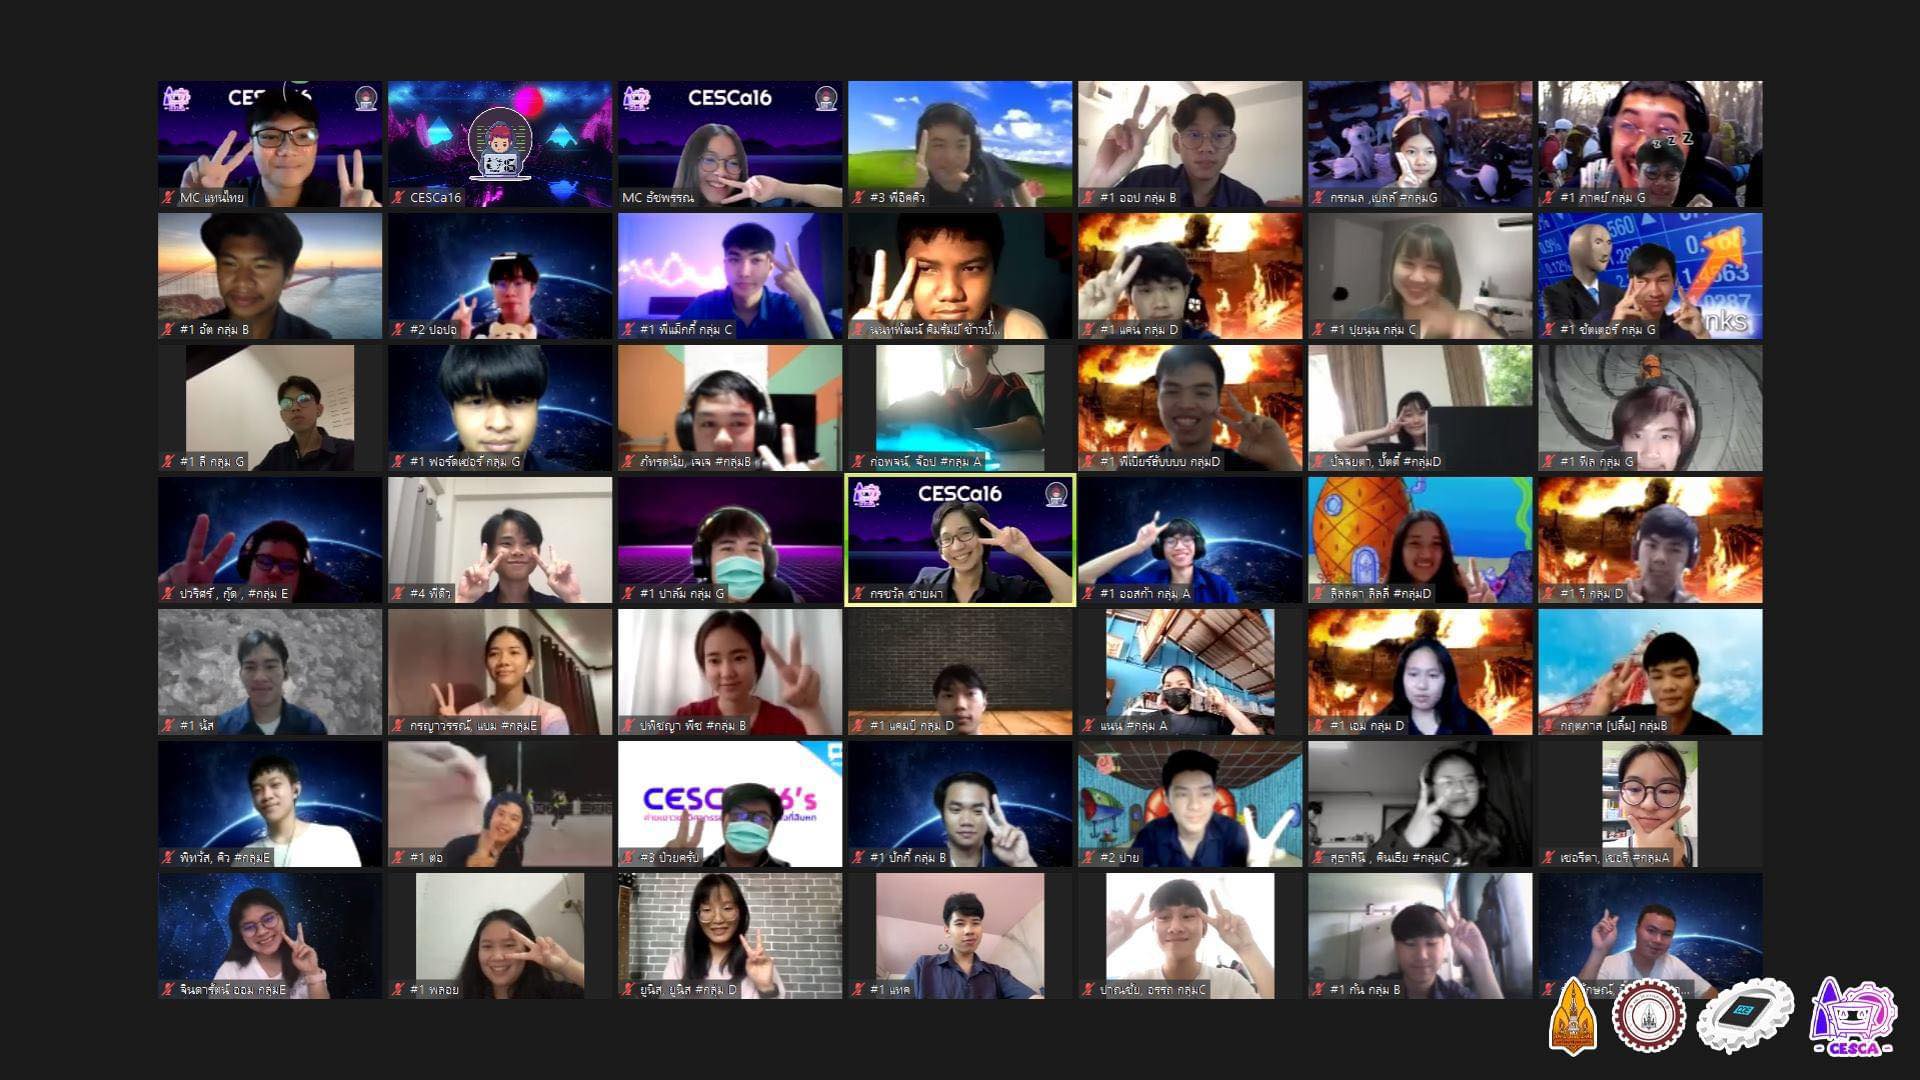 CESCa16
CESCa16
MC แทนไทย
CESCa16
MC ธัชพรรณ
#3 พี่อิคคิว
#1 ออป กลุ่ม B
กรกมล ,เบลล์ #กลุ่มG
#1 ภาคย์ กลุ่ม G
z z Z
#1 อัต กลุ่ม B
#2 ปอปอ
#1 พี่แม็กกี้ กลุ่ม C
#1 แคน กลุ่ม D
#1 ปุยนุ่น กลุ่ม C
#1 ชัตเตอร์ กลุ่ม G
nks
#1 ลี กลุ่ม G
#1 ฟอร์ดเชอร์ กลุ่ม G
ภัทรดนัย, เจเจ #กลุ่มB
ก่อพจน์, จ๊อป #กลุ่ม A
#1 พี่เบียร์ฮับบบบ กลุ่มD
ปัจจยตา, ปั๊ตตี้ #กลุ่มD
#1 ฟิล กลุ่ม G
CESCa16
ปวริศร์ , กู๊ด , #กลุ่ม E
#4 พี่ดิว
#1 ปาล์ม กลุ่ม G
กรชวัล ชายผา
#1 ออสก้า กลุ่ม A
ลิลลดา ลิลลี่ #กลุ่มD
#1 วี กลุ่ม D
#1 นัส
กรญาวรรณ์, แบม #กลุ่มE
ปพิชญา พีช #กลุ่ม B
#1 แคมป์ กลุ่ม D
แนน #กลุ่ม A
#1 เอม กลุ่ม D
กฤตภาส [ปลื้ม] กลุ่มB
CESC 16's
พิทวัส, คิว #กลุ่มE
#1 ต่อ
#3 ป่วยครับ
#1 ปักกี้ กลุ่ม B
#2 ปาย
สุธาสินี , คินเธีย #กลุ่มC
เชอรีตา, เชอรี่ #กลุ่มA
จินดารัตน์ ออม กลุ่มE
#1 พลอย
ยูนิส, ยูนิส #กลุ่ม D
#1 แทค
ปาณชัย, อรรถ กลุ่มC
#1 กัน กลุ่ม B
- CESCA -